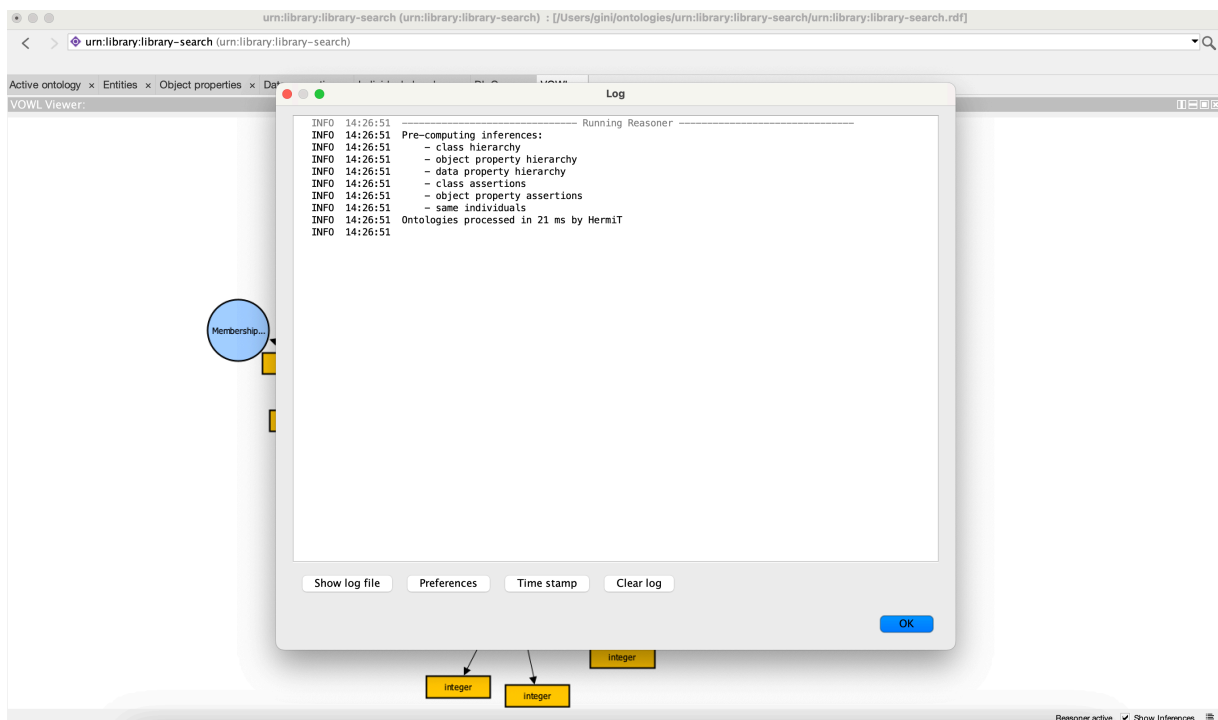 urn:library:library-search (urn:library:library-search) : [/Users/gini/ontologies/urn:library:library-search/urn:library:library-search.rdf]
urn:library:library-search (urn:library:library-search)
Active ontology × Entities × Object properties ×
VOWL Viewer:
Log
INFO 14:26:51 ------------------------------- Running Reasoner -------------------------------
INFO 14:26:51 Pre-computing inferences:
INFO 14:26:51 - class hierarchy
INFO 14:26:51 - object property hierarchy
INFO 14:26:51 - data property hierarchy
INFO 14:26:51 - class assertions
INFO 14:26:51 - object property assertions
INFO 14:26:51 - same individuals
INFO 14:26:51 Ontologies processed in 21 ms by HermiT
INFO 14:26:51
Membership...
Show log file Preferences Time stamp Clear log
OK
integer
integer
integer
Reasoner active Show Inferences